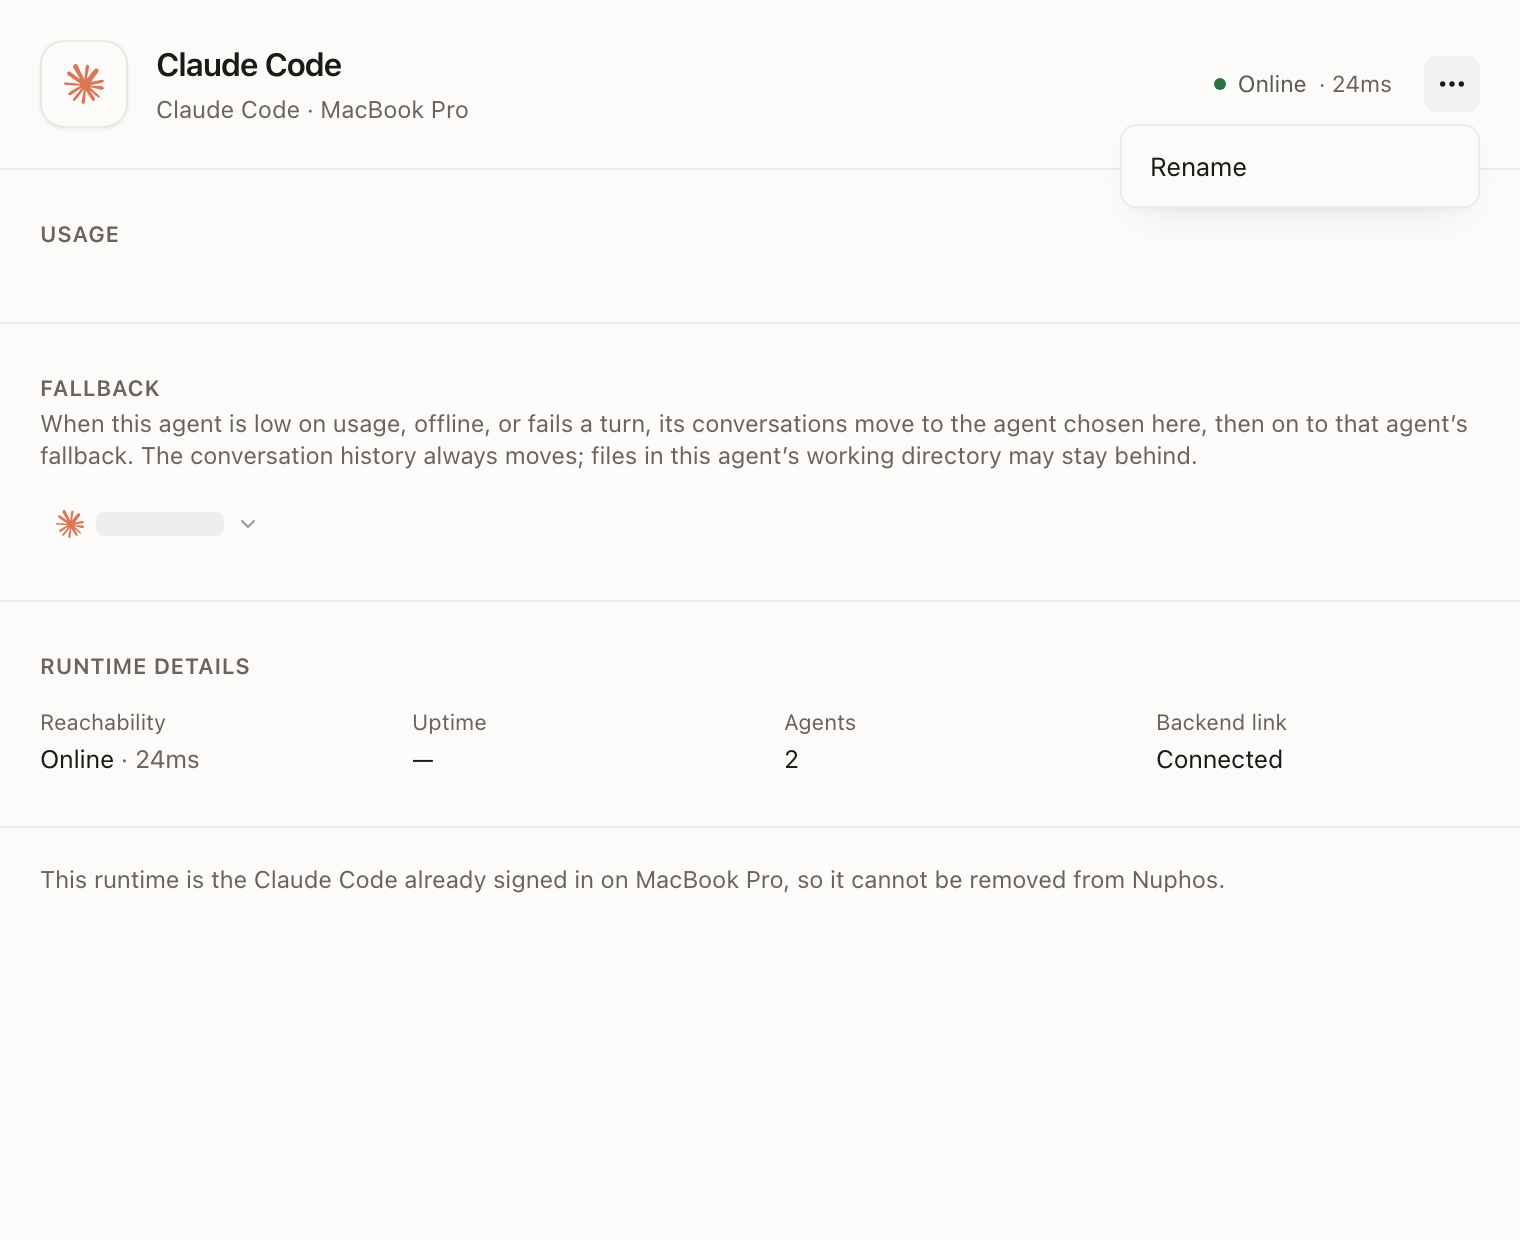 Claude Code
Claude Code · MacBook Pro
Online · 24ms
Rename
USAGE
FALLBACK
When this agent is low on usage, offline, or fails a turn, its conversations move to the agent chosen here, then on to that agent’s
fallback. The conversation history always moves; files in this agent’s working directory may stay behind.
RUNTIME DETAILS
Reachability
Online · 24ms
Uptime
—
Agents
2
Backend link
Connected
This runtime is the Claude Code already signed in on MacBook Pro, so it cannot be removed from Nuphos.